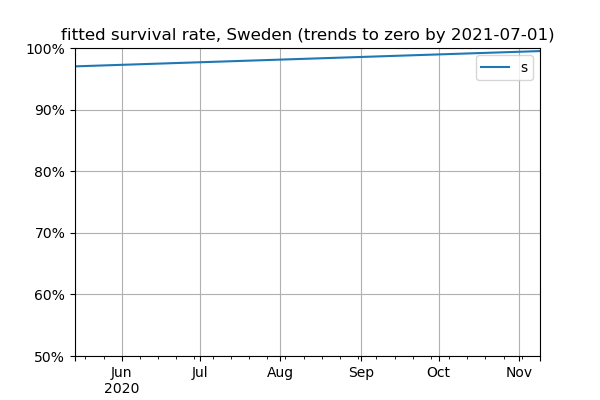 fitted survival rate, Sweden (trends to zero by 2021-07-01)
100%
s
90%
80%
70%
60%
50%
Jun Jul Aug Sep Oct Nov
2020